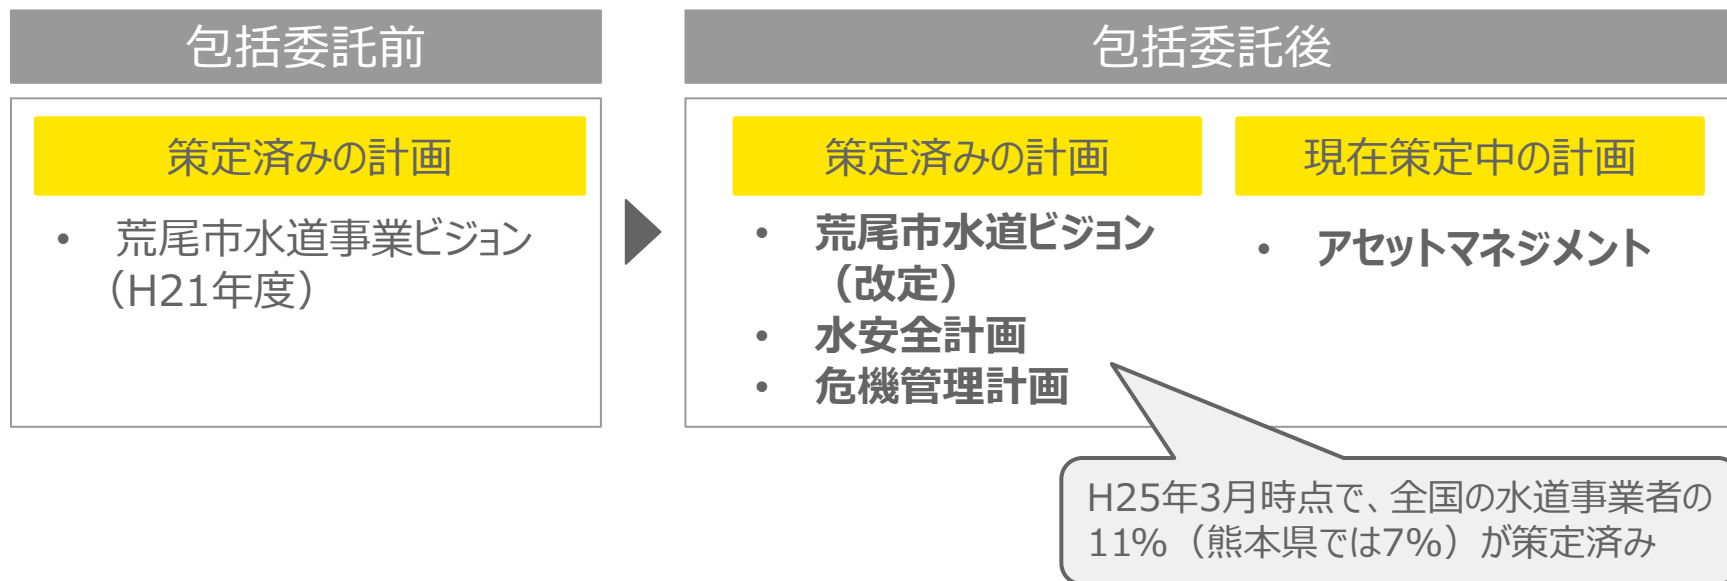 包括委託前
策定済みの計画
• 荒尾市水道事業ビジョン
（H21年度）
包括委託後
策定済みの計画
• 荒尾市水道ビジョン
（改定）
• 水安全計画
• 危機管理計画
現在策定中の計画
• アセットマネジメント
H25年3月時点で、全国の水道事業者の
11%（熊本県では7%）が策定済み